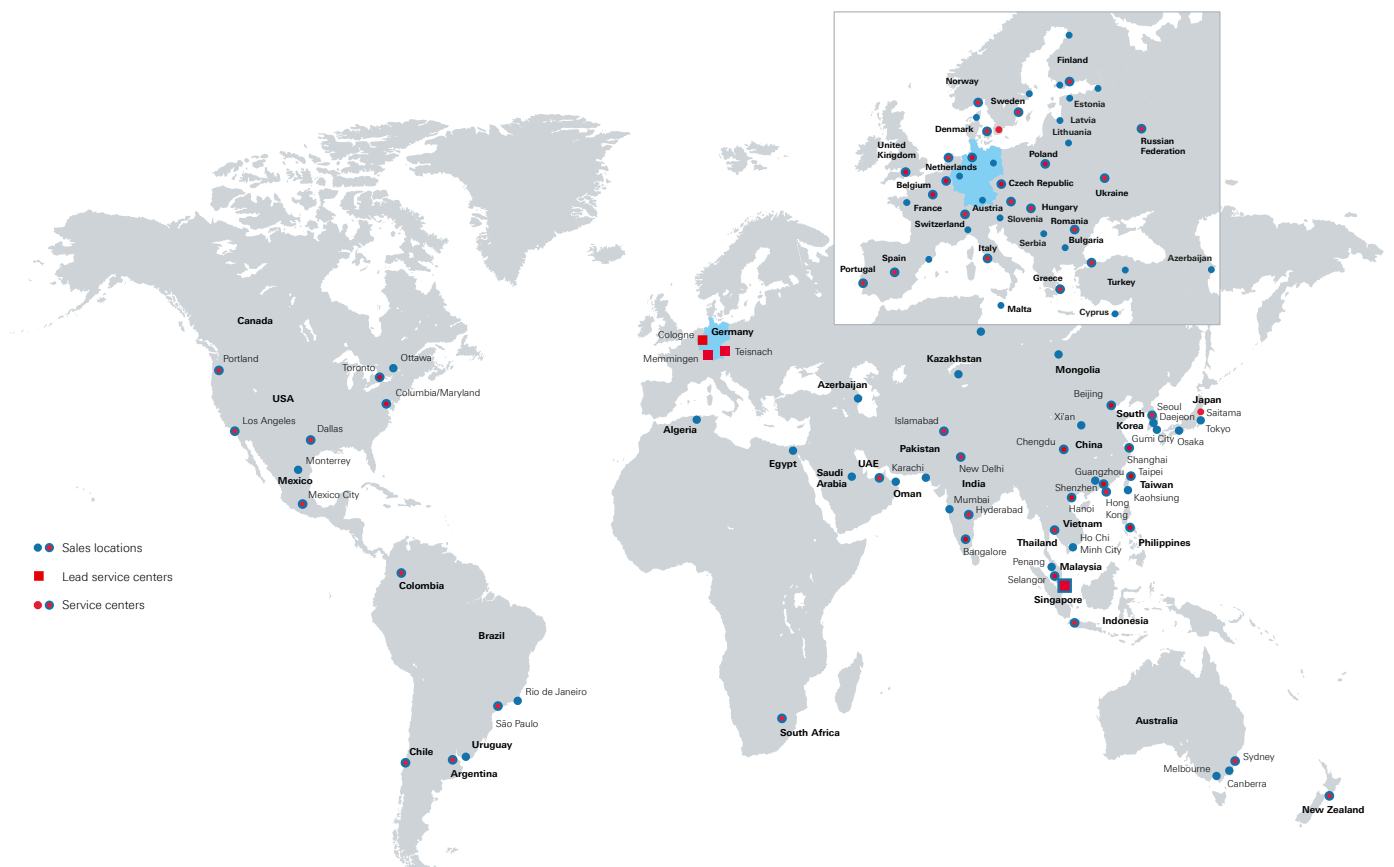 Finland
Norway
Sweden
Estonia
Denmark
Latvia
Lithuania
Russian
Federation
United
Kingdom
Poland
Netherlands
Belgium
Czech Republic
Ukraine
France
Austria
Hungary
Switzerland
Slovenia
Romania
Serbia
Bulgaria
Italy
Spain
Azerbaijan
Portugal
Greece
Turkey
Malta
Cyprus
Canada
Portland
Ottawa
Toronto
Columbia/Maryland
USA
Los Angeles
Dallas
Monterrey
Mexico
Mexico City
Cologne
Germany
Memmingen
Teisnach
Kazakhstan
Mongolia
Azerbaijan
Beijing
Japan
Seoul
Saitama
South
Korea
Daejeon
Tokyo
Algeria
Islamabad
Xi'an
Gumi City
Osaka
Pakistan
Chengdu
China
Shanghai
Egypt
UAE
Saudi
Arabia
Karachi
New Delhi
India
Guangzhou
Taipei
Taiwan
Oman
Shenzhen
Kaohsiung
Mumbai
Hyderabad
Hanoi
Hong
Kong
Vietnam
Thailand
Ho Chi
Minh City
Philippines
Bangalore
Penang
Malaysia
Selangor
Singapore
Indonesia
Sales locations
Lead service centers
Service centers
Colombia
Brazil
Rio de Janeiro
São Paulo
Uruguay
Chile
Argentina
South Africa
Australia
Sydney
Melbourne
Canberra
New Zealand